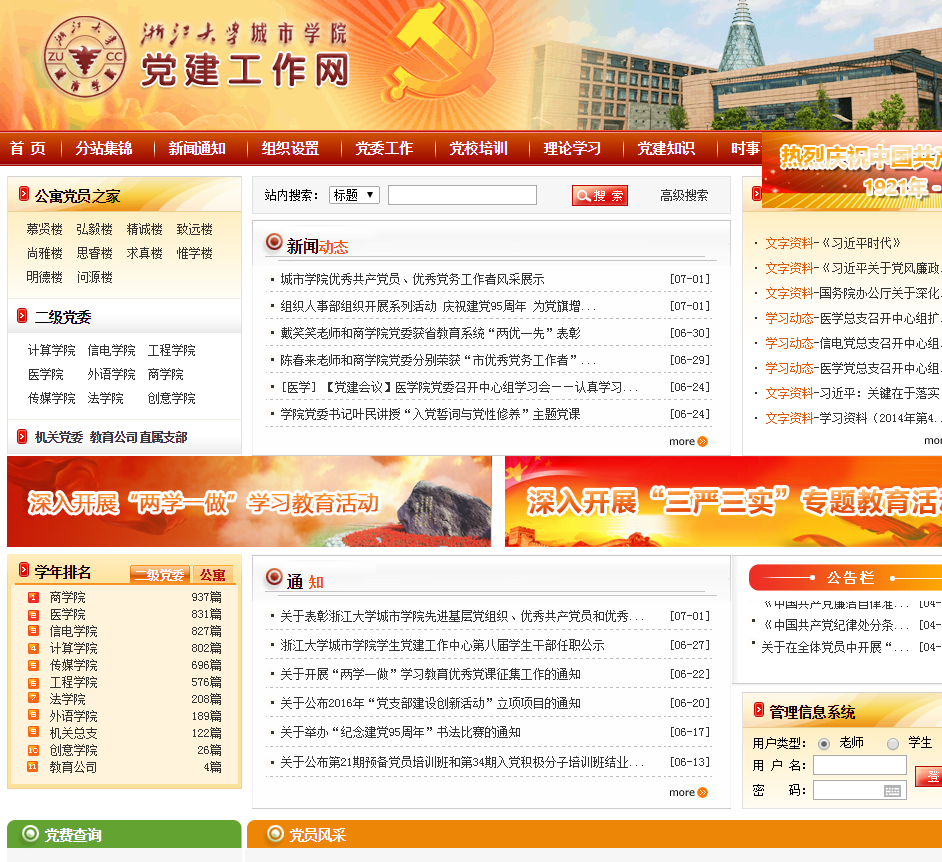 浙江大学城市学院
ZU CC
党建工作网
首 页 分站集锦 新闻通知 组织设置 党委工作 党校培训 理论学习 党建知识 时事
热烈庆祝中国共产
1921年 -
公寓党员之家
慕贤楼 弘毅楼 精诚楼 致远楼
尚雅楼 思睿楼 求真楼 惟学楼
明德楼 问源楼
二级党委
计算学院 信电学院 工程学院
医学院 外语学院 商学院
传媒学院 法学院 创意学院
机关党委 教育公司直属支部
站内搜索： 标题 ▼ 搜 索 高级搜索
新闻动态
· 城市学院优秀共产党员、优秀党务工作者风采展示 [07-01]
· 组织人事部组织开展系列活动 庆祝建党95周年 为党旗增... [07-01]
· 戴笑笑老师和商学院党委获省教育系统“两优一先”表彰 [06-30]
· 陈春来老师和商学院党委分别荣获“市优秀党务工作者”... [06-29]
· [医学] 【党建会议】医学院党委召开中心组学习会——认真学习... [06-24]
· 学院党委书记叶民讲授“入党誓词与党性修养”主题党课 [06-24]
more
· 文字资料-《习近平时代》
· 文字资料-《习近平关于党风廉政
· 文字资料-国务院办公厅关于深化
· 学习动态-医学总支召开中心组扩
· 学习动态-信电党总支召开中心组
· 学习动态-医学党总支召开中心组
· 文字资料-习近平：关键在于落实
· 文字资料-学习资料（2014年第4..
mor
深入开展“两学一做”学习教育活动
深入开展“三严三实”专题教育活
学年排名 二级党委 公寓
1 商学院 937篇
2 医学院 831篇
3 信电学院 827篇
4 计算学院 802篇
5 传媒学院 696篇
6 工程学院 576篇
7 法学院 208篇
8 外语学院 189篇
9 机关总支 122篇
10 创意学院 26篇
11 教育公司 4篇
通 知
· 关于表彰浙江大学城市学院先进基层党组织、优秀共产党员和优秀... [07-01]
· 浙江大学城市学院学生党建工作中心第八届学生干部任职公示 [06-27]
· 关于开展“两学一做”学习教育优秀党课征集工作的通知 [06-22]
· 关于公布2016年“党支部建设创新活动”立项项目的通知 [06-20]
· 关于举办“纪念建党95周年”书法比赛的通知 [06-17]
· 关于公布第21期预备党员培训班和第34期入党积极分子培训班结业... [06-13]
more
公告栏
《中国共产党廉洁自律准... [04-
《中国共产党纪律处分条... [04-
关于在全体党员中开展“... [04-
管理信息系统
用户类型： 老师 学生
用 户 名：
密 码： 登
党费查询
党员风采